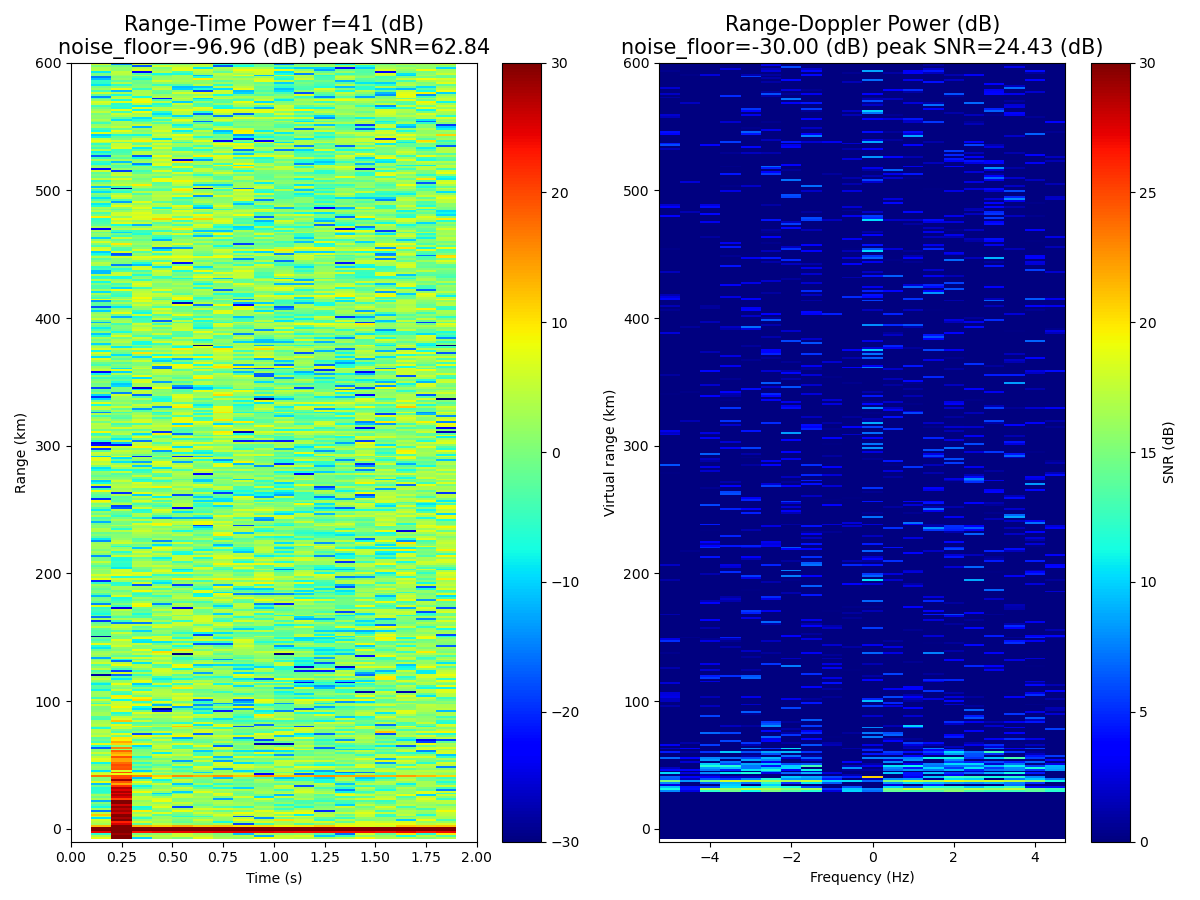 Range-Time Power f=41 (dB)
noise_floor=-96.96 (dB) peak SNR=62.84
Range (km)
600
500
400
300
200
100
0
0.00 0.25 0.50 0.75 1.00 1.25 1.50 1.75 2.00
Time (s)
30
20
10
0
−10
−20
−30
Range-Doppler Power (dB)
noise_floor=-30.00 (dB) peak SNR=24.43 (dB)
Virtual range (km)
600
500
400
300
200
100
0
−4 −2 0 2 4
Frequency (Hz)
30
25
20
15
10
5
0
SNR (dB)